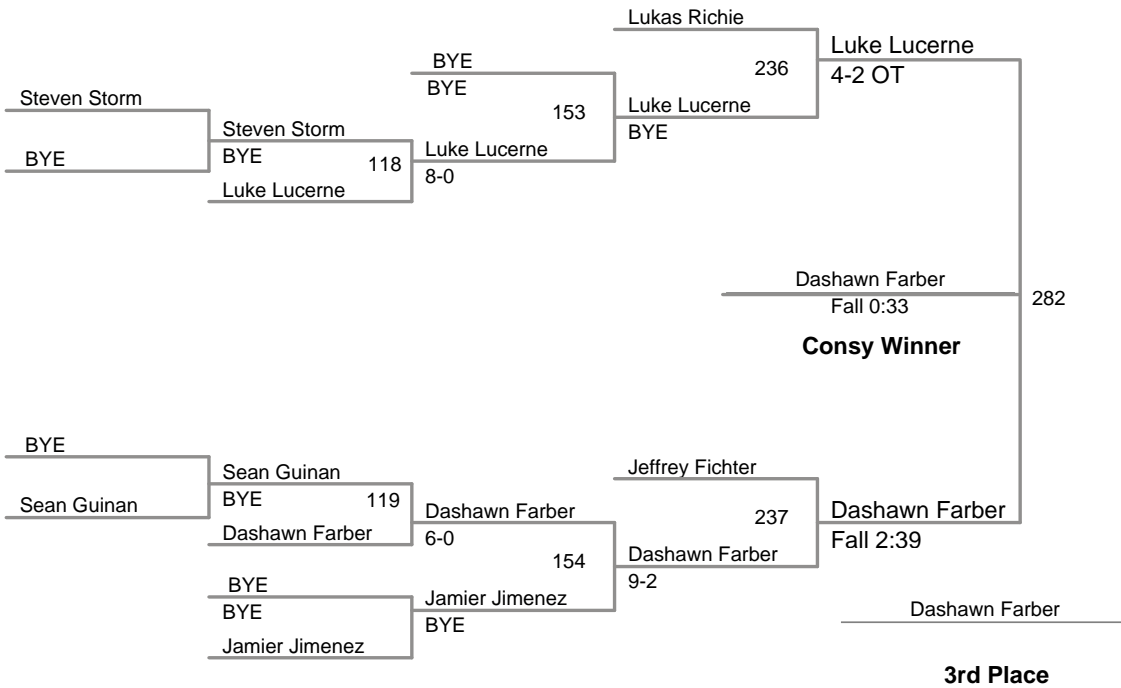 Lukas Richie
Luke Lucerne
236
4-2 OT
BYE
BYE
Steven Storm
153
Luke Lucerne
BYE
Steven Storm
BYE
BYE
118
Luke Lucerne
8-0
Luke Lucerne
Dashawn Farber
282
Fall 0:33
Consy Winner
BYE
Sean Guinan
Jeffrey Fichter
BYE
119
Sean Guinan
Dashawn Farber
237
Dashawn Farber
Dashawn Farber
6-0
Fall 2:39
154
Dashawn Farber
9-2
BYE
BYE
Jamier Jimenez
BYE
Dashawn Farber
Jamier Jimenez
3rd Place